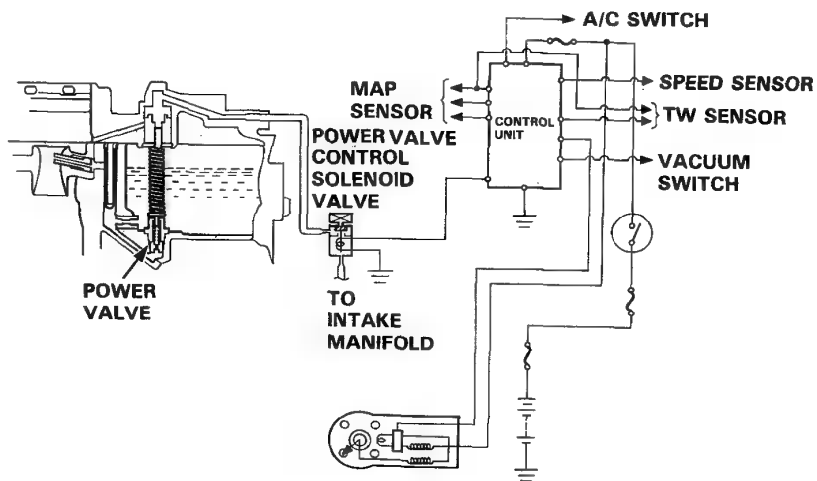 A/C SWITCH
MAP
SENSOR
SPEED SENSOR
TW SENSOR
CONTROL
UNIT
POWER VALVE
CONTROL
SOLENOID
VALVE
VACUUM
SWITCH
POWER
VALVE
TO
INTAKE
MANIFOLD